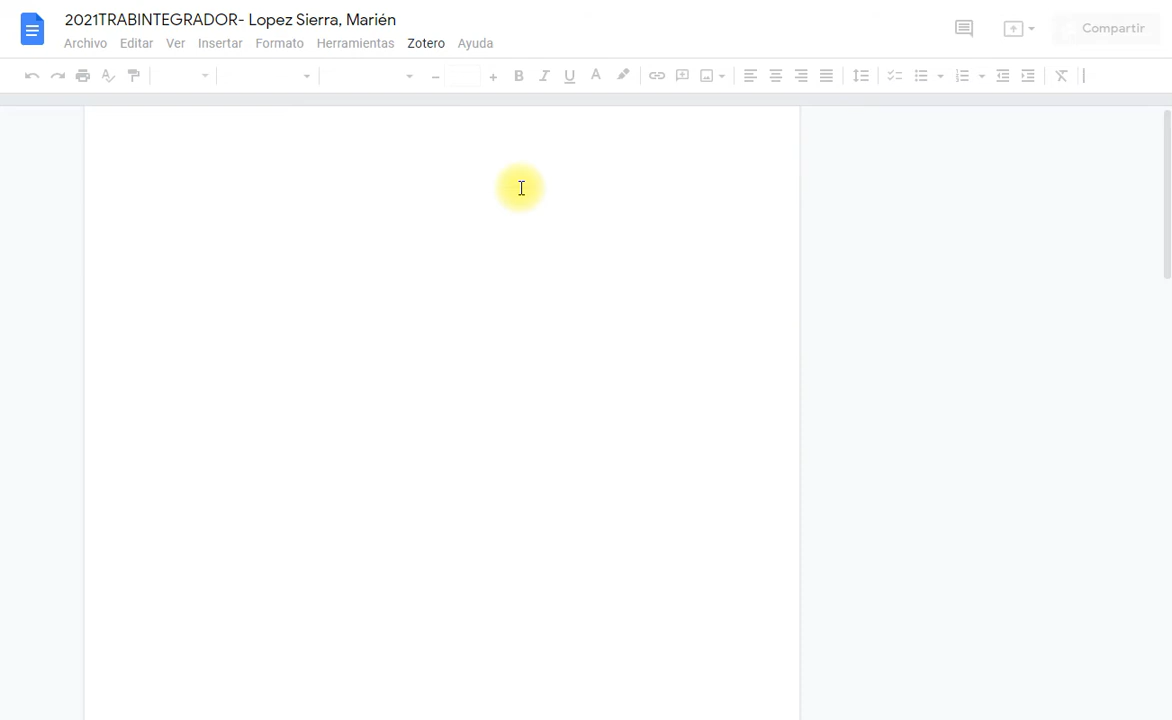 2021TRABINTEGRADOR- Lopez Sierra, Marién
Archivo Editar Ver Insertar Formato Herramientas Zotero Ayuda
Compartir